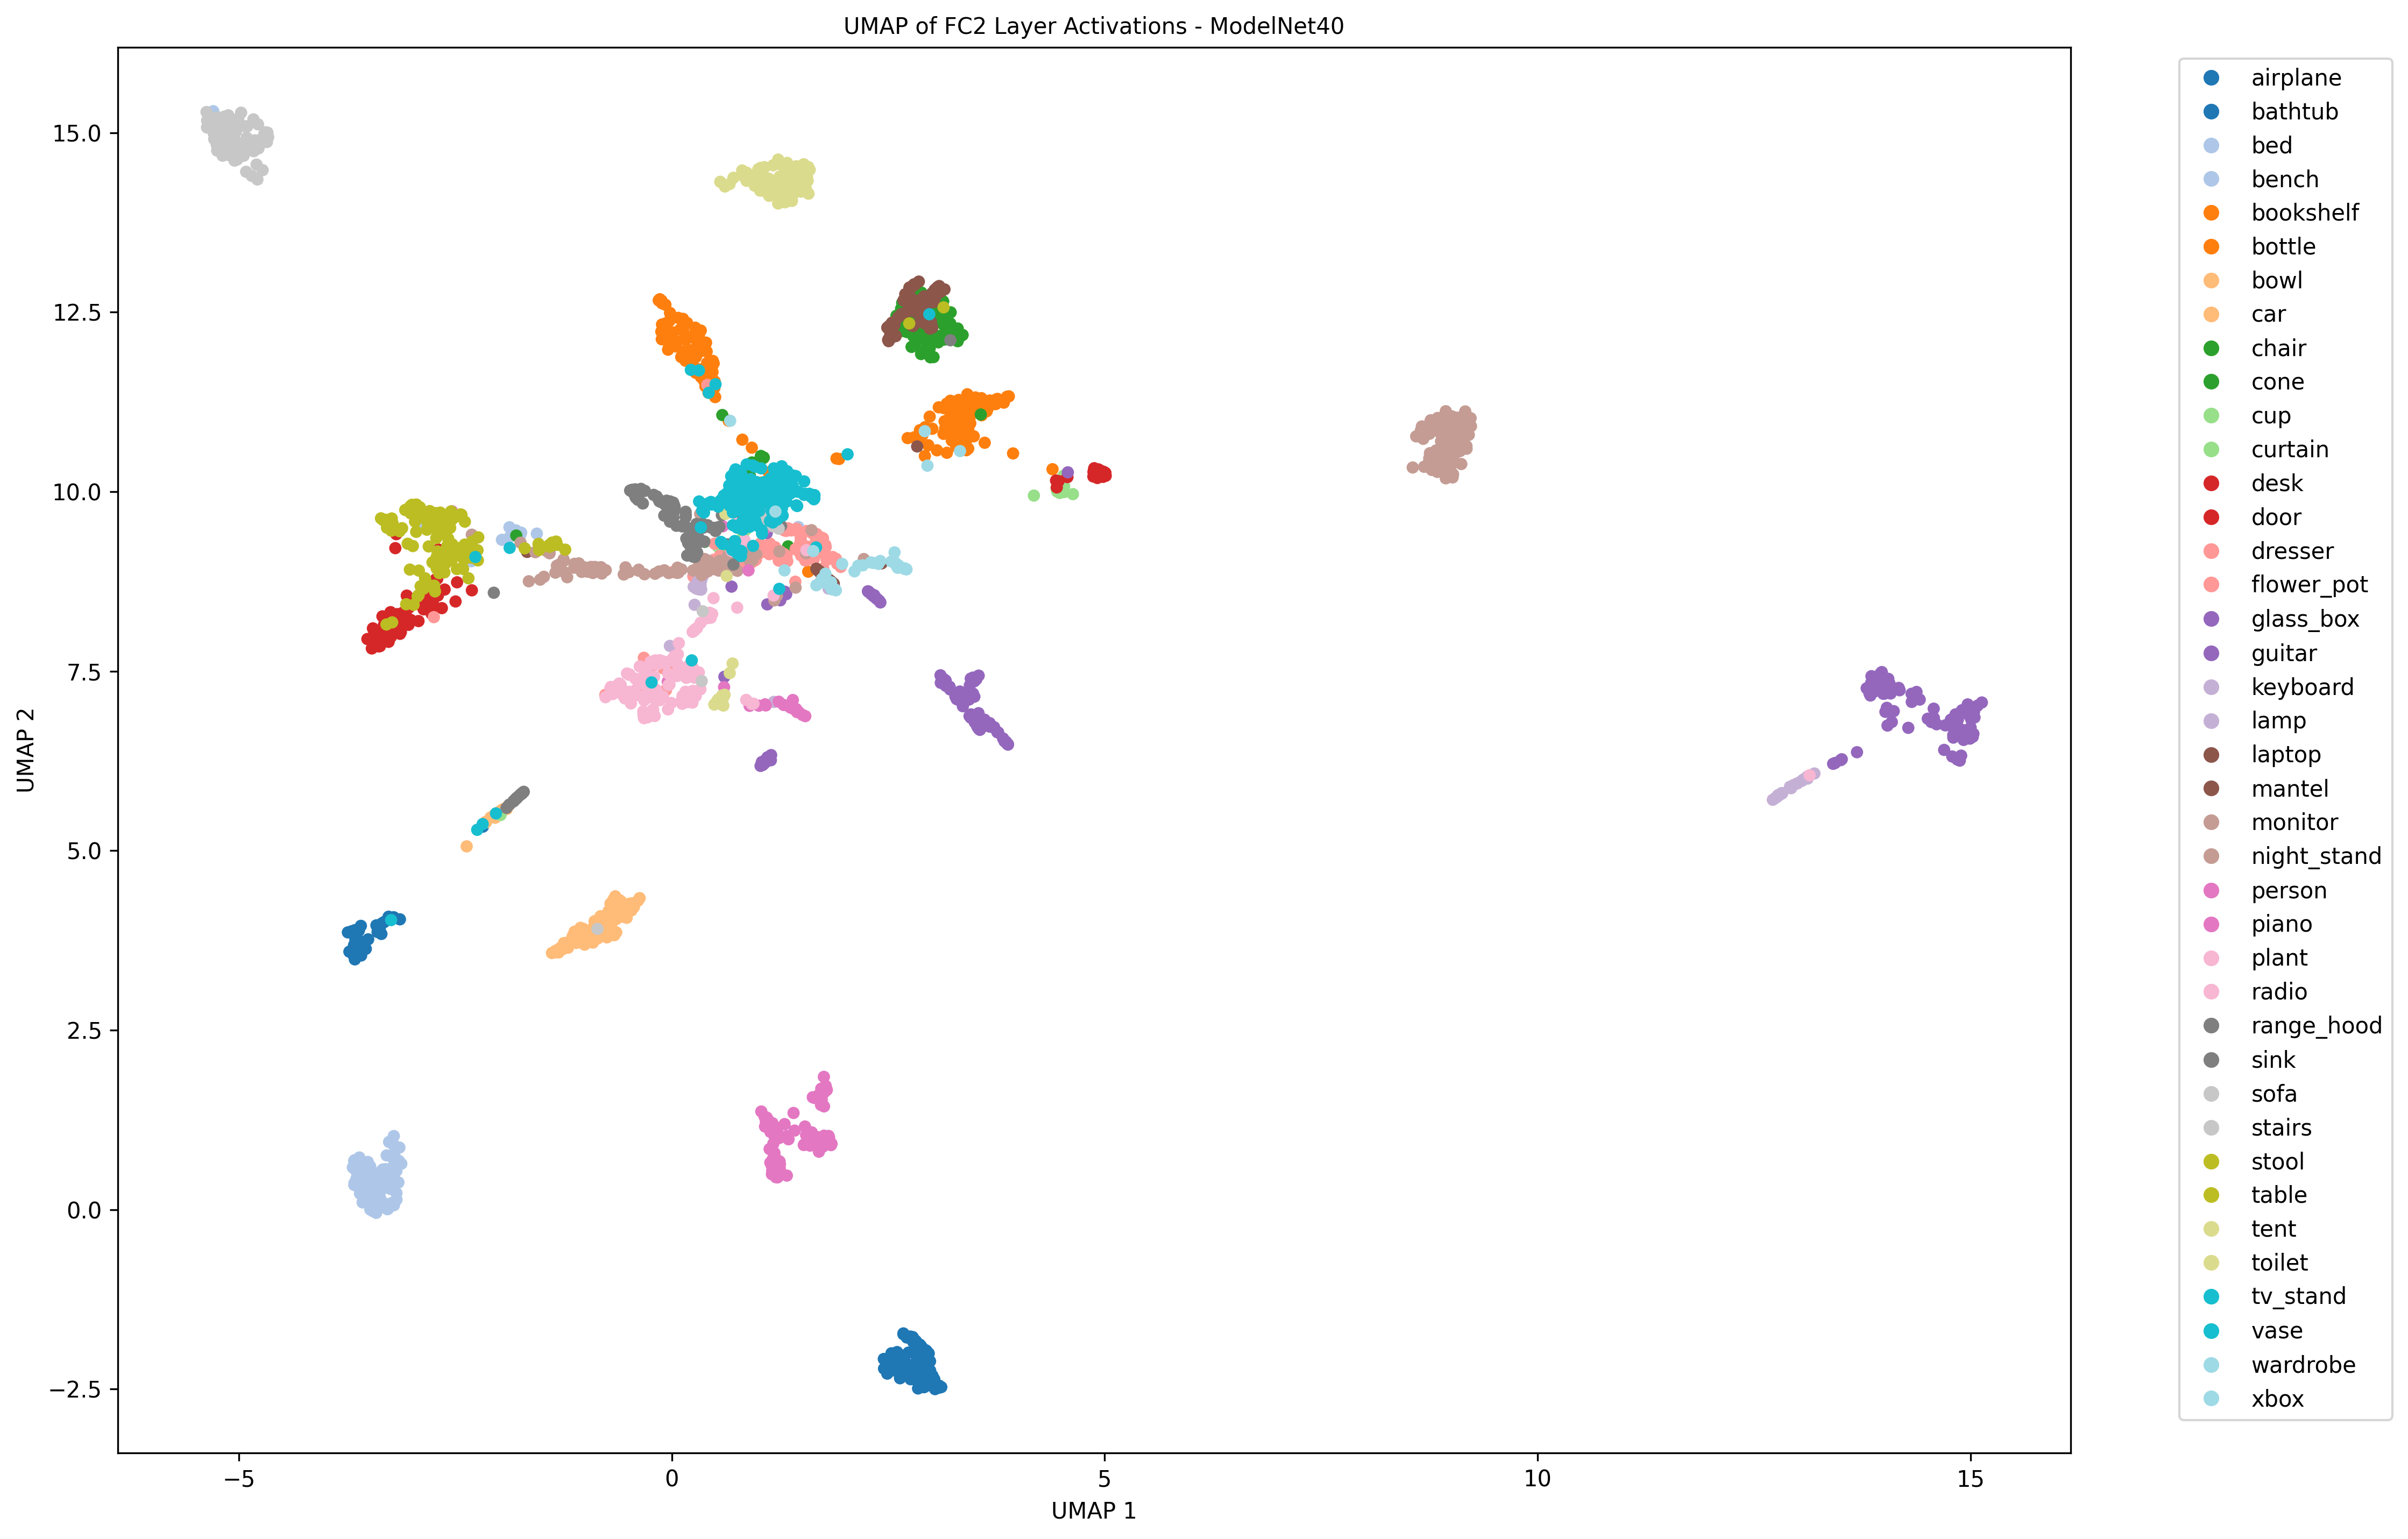 UMAP of FC2 Layer Activations - ModelNet40
15.0
12.5
10.0
7.5
5.0
2.5
0.0
−2.5
UMAP 2
−5
0
5
10
15
UMAP 1
airplane
bathtub
bed
bench
bookshelf
bottle
bowl
car
chair
cone
cup
curtain
desk
door
dresser
flower_pot
glass_box
guitar
keyboard
lamp
laptop
mantel
monitor
night_stand
person
piano
plant
radio
range_hood
sink
sofa
stairs
stool
table
tent
toilet
tv_stand
vase
wardrobe
xbox